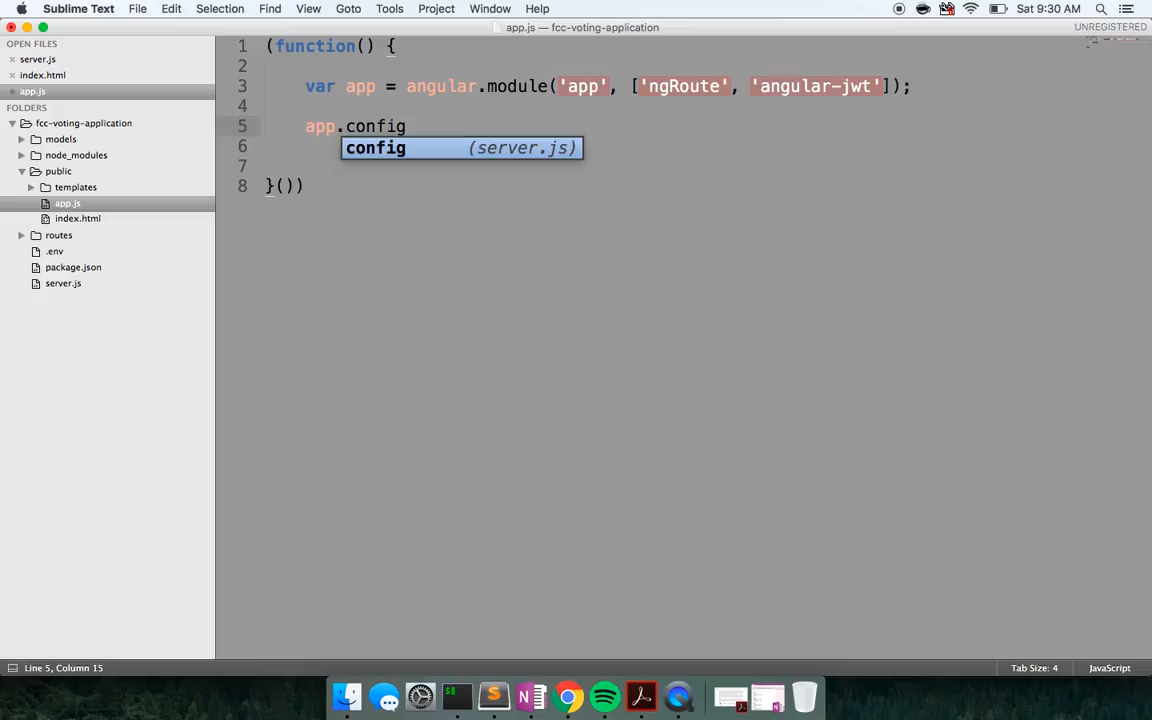 Sublime Text File Edit Selection Find View Goto Tools Project Window Help Sat 9:30 AM
app.js — fcc-voting-application UNREGISTERED
OPEN FILES
server.js
index.html
app.js
FOLDERS
fcc-voting-application
models
node_modules
public
templates
app.js
index.html
routes
.env
package.json
server.js
1 (function() {
2
3 var app = angular.module('app', ['ngRoute', 'angular-jwt']);
4
5 app.config
config (server.js)
6
7
8 }())
Line 5, Column 15 Tab Size: 4 JavaScript